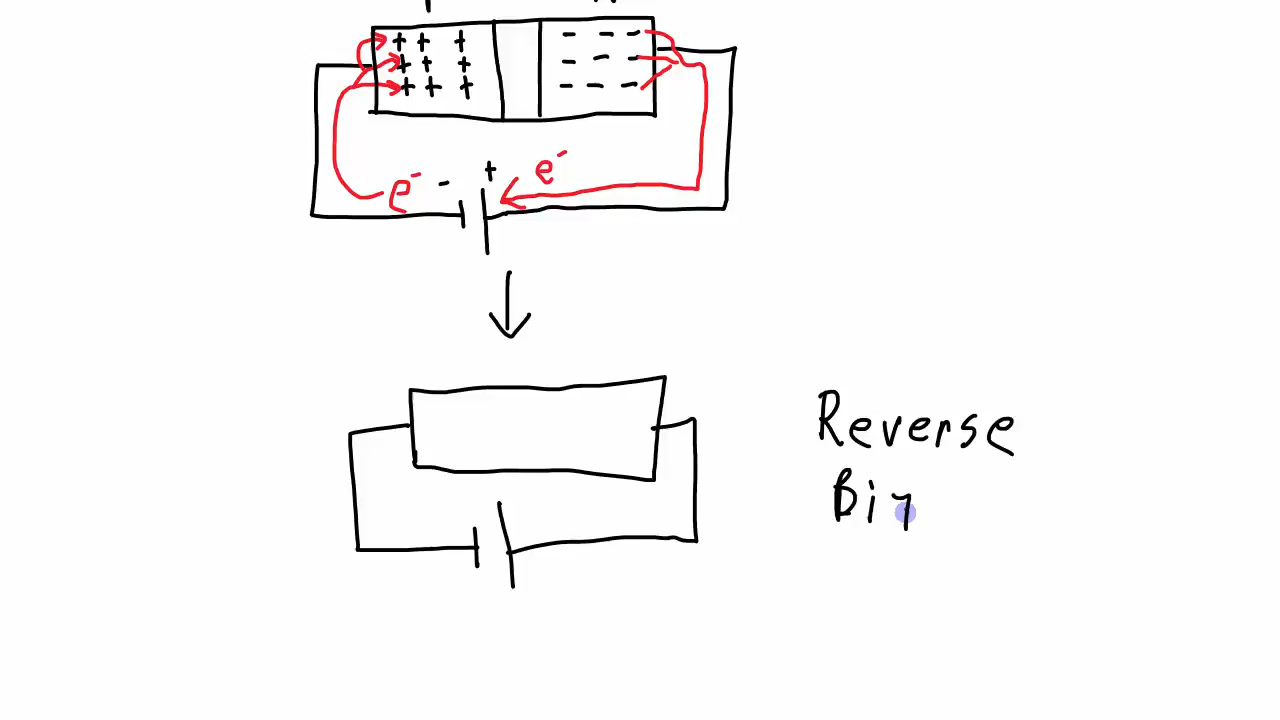 + + +
- - -
+ + +
- - -
+ + +
- - -
e⁻ - + e⁻
Reverse
Bi